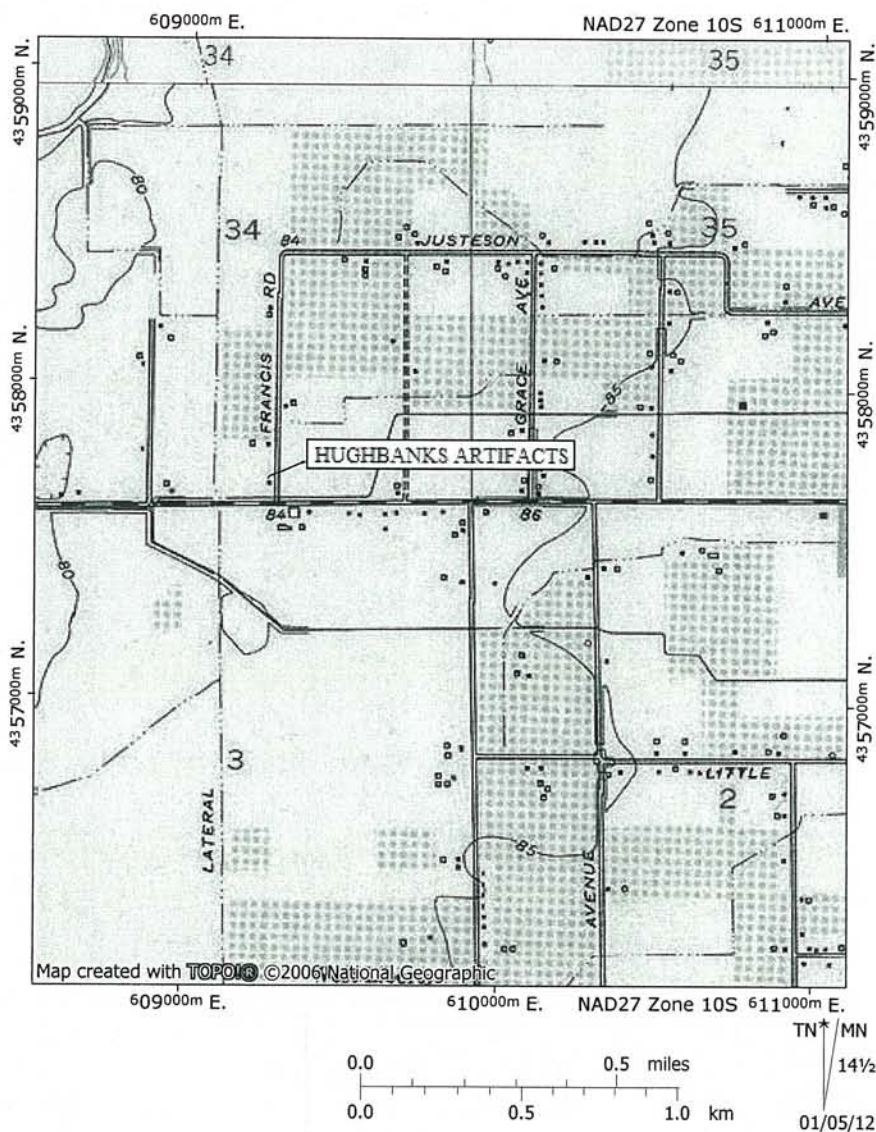 609000m E.
NAD27 Zone 10S 611000m E.
4359000m N.
4359000m N.
34
35
80
34
35
84
JUSTESON
FRANCIS RD
GRACE AVE
AVE
4358000m N.
4358000m N.
85
HUGHBANKS ARTIFACTS
84
86
80
4357000m N.
4357000m N.
3
LATERAL
LITTLE
2
85
AVENUE
Map created with TOPO!® ©2006 National Geographic
609000m E.
610000m E.
NAD27 Zone 10S 611000m E.
TN MN
14½
0.0 0.5 miles
0.0 0.5 1.0 km
01/05/12